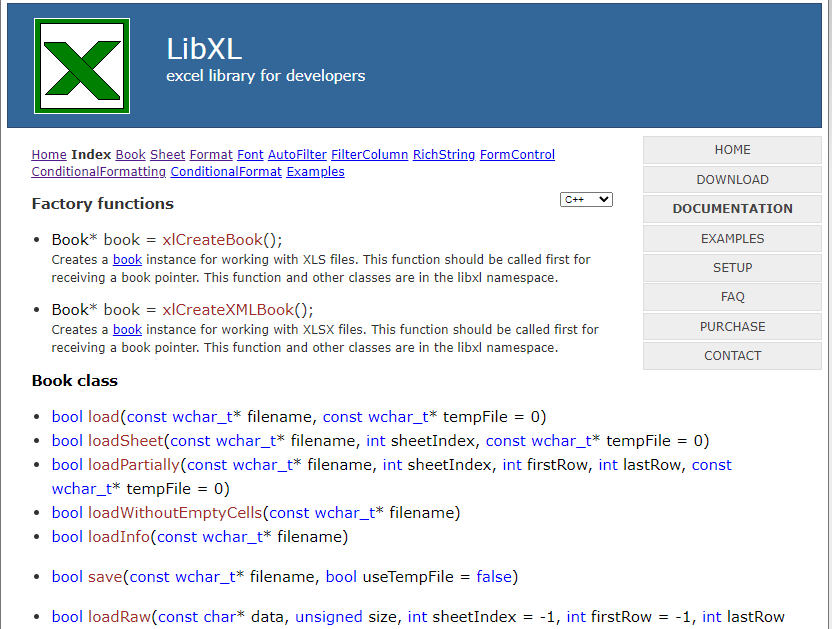 LibXL
excel library for developers
Home Index Book Sheet Format Font AutoFilter FilterColumn RichString FormControl
ConditionalFormatting ConditionalFormat Examples
HOME
DOWNLOAD
DOCUMENTATION
EXAMPLES
SETUP
FAQ
PURCHASE
CONTACT
Factory functions
C++
• Book* book = xlCreateBook();
Creates a book instance for working with XLS files. This function should be called first for
receiving a book pointer. This function and other classes are in the libxl namespace.
• Book* book = xlCreateXMLBook();
Creates a book instance for working with XLSX files. This function should be called first for
receiving a book pointer. This function and other classes are in the libxl namespace.
Book class
• bool load(const wchar_t* filename, const wchar_t* tempFile = 0)
• bool loadSheet(const wchar_t* filename, int sheetIndex, const wchar_t* tempFile = 0)
• bool loadPartially(const wchar_t* filename, int sheetIndex, int firstRow, int lastRow, const
wchar_t* tempFile = 0)
• bool loadWithoutEmptyCells(const wchar_t* filename)
• bool loadInfo(const wchar_t* filename)
• bool save(const wchar_t* filename, bool useTempFile = false)
• bool loadRaw(const char* data, unsigned size, int sheetIndex = -1, int firstRow = -1, int lastRow